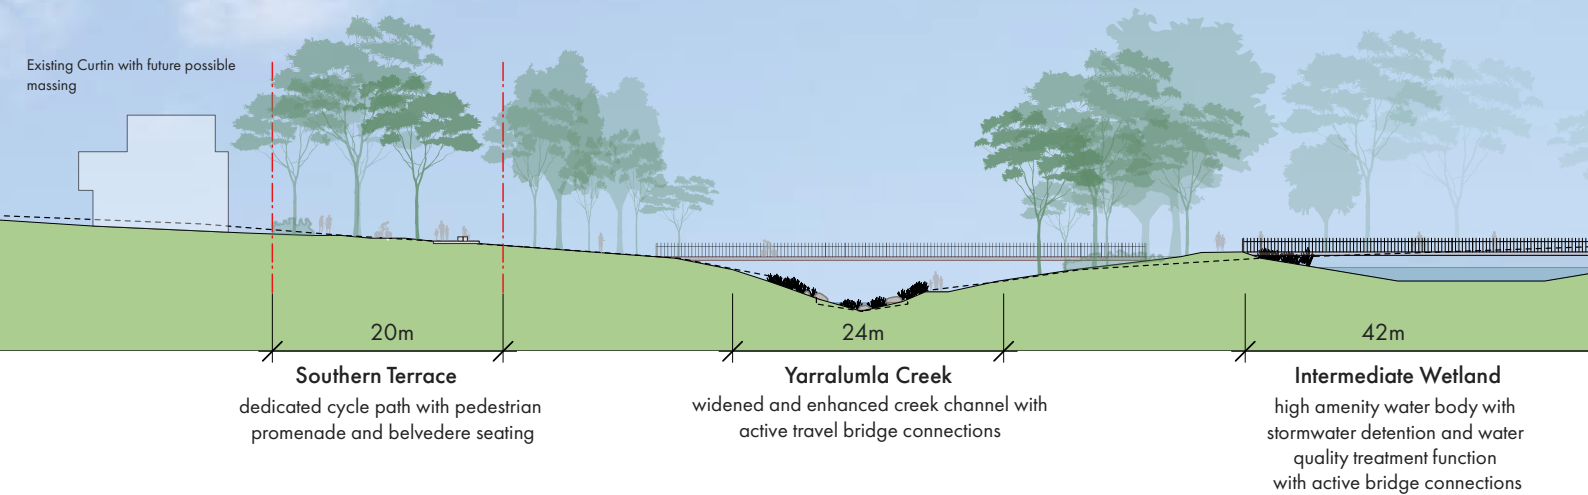 Existing Curtin with future possible
massing
20m
24m
42m
Southern Terrace
dedicated cycle path with pedestrian
promenade and belvedere seating
Yarralumla Creek
widened and enhanced creek channel with
active travel bridge connections
Intermediate Wetland
high amenity water body with
stormwater detention and water
quality treatment function
with active bridge connections